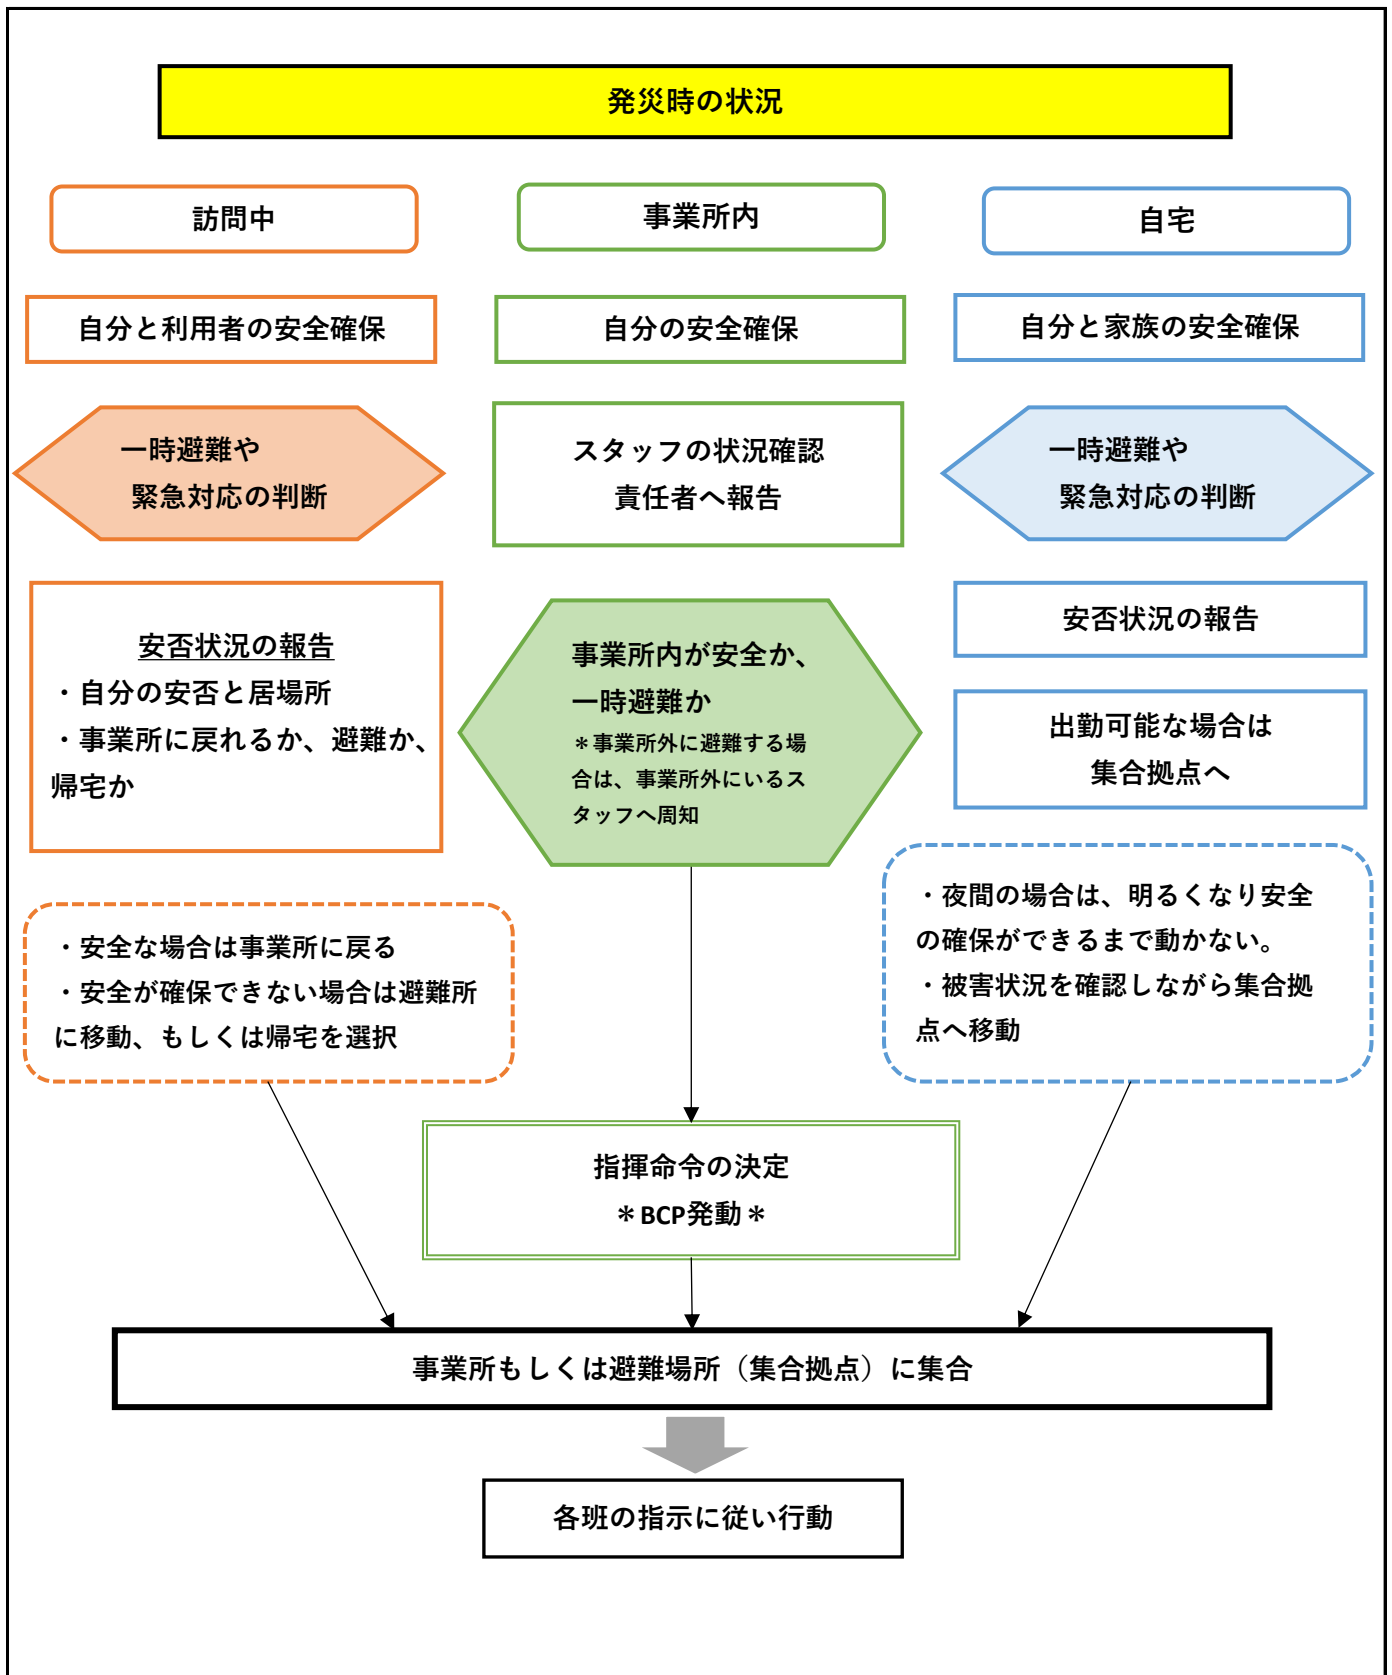 発災時の状況
訪問中
事業所内
自宅
自分と利用者の安全確保
自分の安全確保
自分と家族の安全確保
一時避難や
緊急対応の判断
スタッフの状況確認
責任者へ報告
一時避難や
緊急対応の判断
安否状況の報告
・自分の安否と居場所
・事業所に戻れるか、避難か、
帰宅か
事業所内が安全か、
一時避難か
＊事業所外に避難する場
合は、事業所外にいるス
タッフへ周知
安否状況の報告
出勤可能な場合は
集合拠点へ
・安全な場合は事業所に戻る
・安全が確保できない場合は避難所
に移動、もしくは帰宅を選択
・夜間の場合は、明るくなり安全
の確保ができるまで動かない。
・被害状況を確認しながら集合拠
点へ移動
指揮命令の決定
＊BCP発動＊
事業所もしくは避難場所（集合拠点）に集合
各班の指示に従い行動